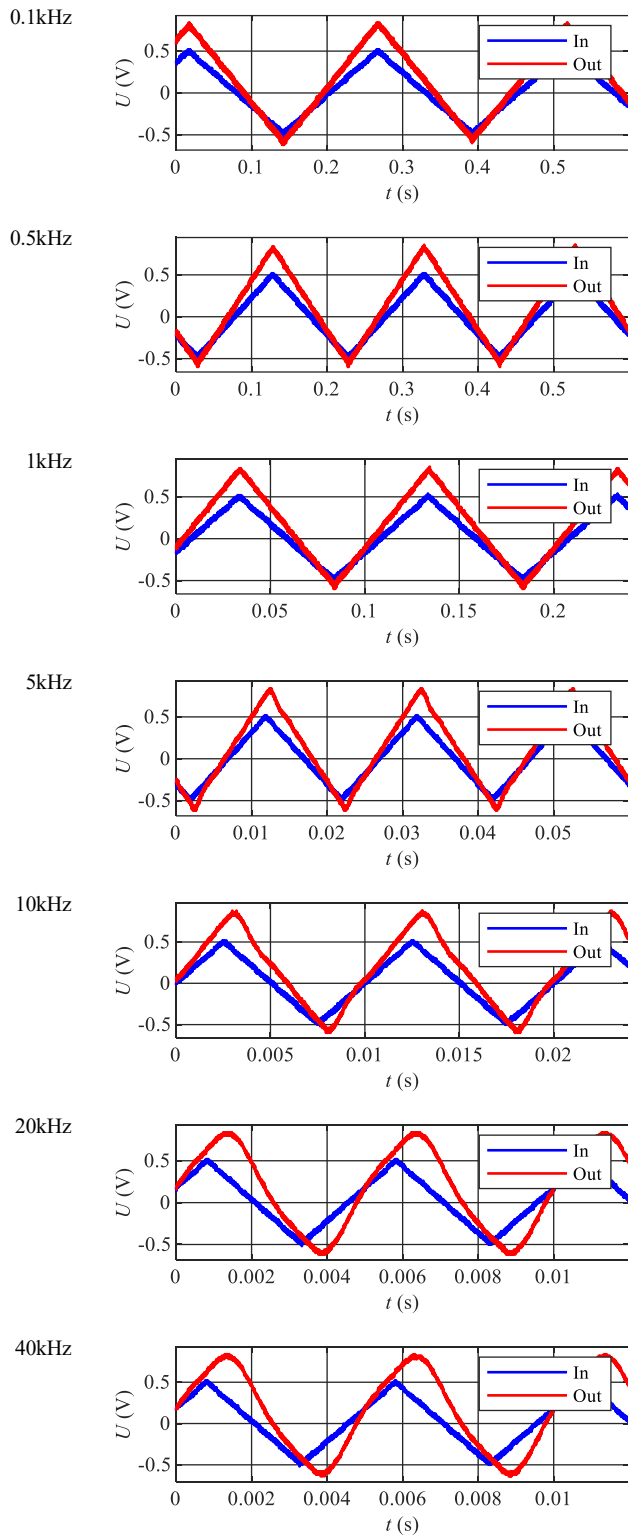 0.1kHz
U (V)
0.5
0
-0.5
In
Out
0 0.1 0.2 0.3 0.4 0.5
t (s)
0.5kHz
U (V)
0.5
0
-0.5
In
Out
0 0.1 0.2 0.3 0.4 0.5
t (s)
1kHz
U (V)
0.5
0
-0.5
In
Out
0 0.05 0.1 0.15 0.2
t (s)
5kHz
U (V)
0.5
0
-0.5
In
Out
0 0.01 0.02 0.03 0.04 0.05
t (s)
10kHz
U (V)
0.5
0
-0.5
In
Out
0 0.005 0.01 0.015 0.02
t (s)
20kHz
U (V)
0.5
0
-0.5
In
Out
0 0.002 0.004 0.006 0.008 0.01
t (s)
40kHz
U (V)
0.5
0
-0.5
In
Out
0 0.002 0.004 0.006 0.008 0.01
t (s)